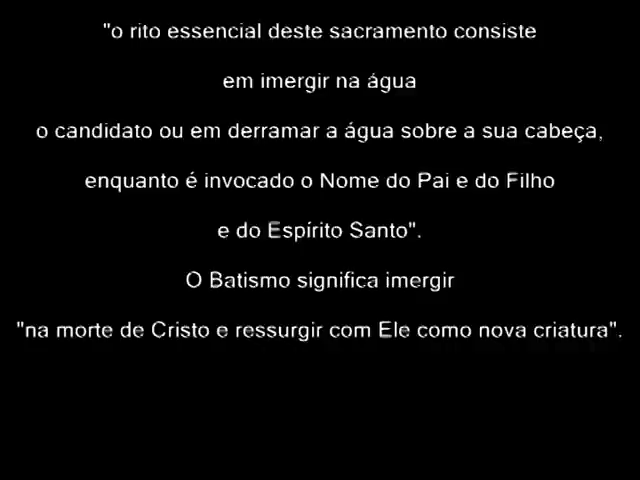 "o rito essencial deste sacramento consiste
em imergir na água
o candidato ou em derramar a água sobre a sua cabeça,
enquanto é invocado o Nome do Pai e do Filho
e do Espírito Santo".
O Batismo significa imergir
"na morte de Cristo e ressurgir com Ele como nova criatura".